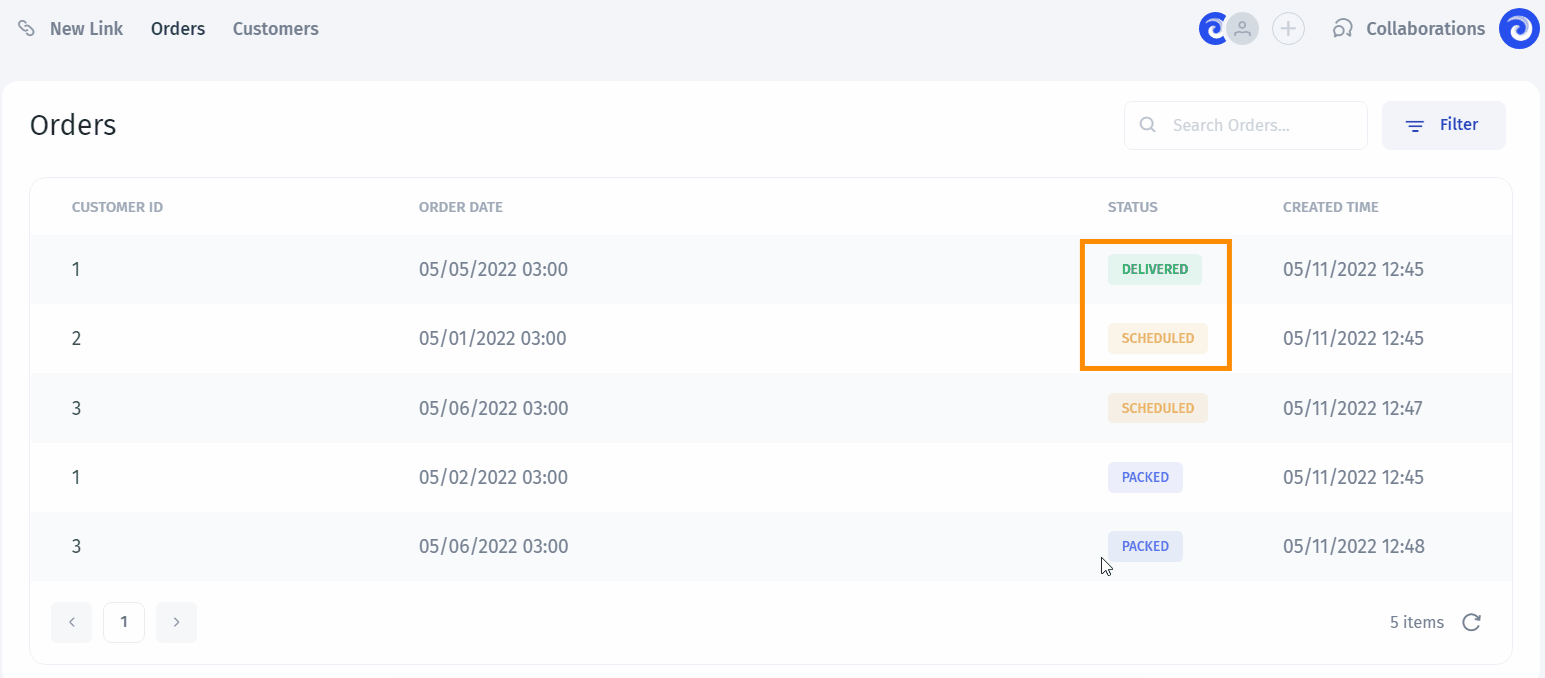 New Link Orders Customers Collaborations
Orders Search Orders... Filter
CUSTOMER ID ORDER DATE STATUS CREATED TIME
1 05/05/2022 03:00 DELIVERED 05/11/2022 12:45
2 05/01/2022 03:00 SCHEDULED 05/11/2022 12:45
3 05/06/2022 03:00 SCHEDULED 05/11/2022 12:47
1 05/02/2022 03:00 PACKED 05/11/2022 12:45
3 05/06/2022 03:00 PACKED 05/11/2022 12:48
1 5 items